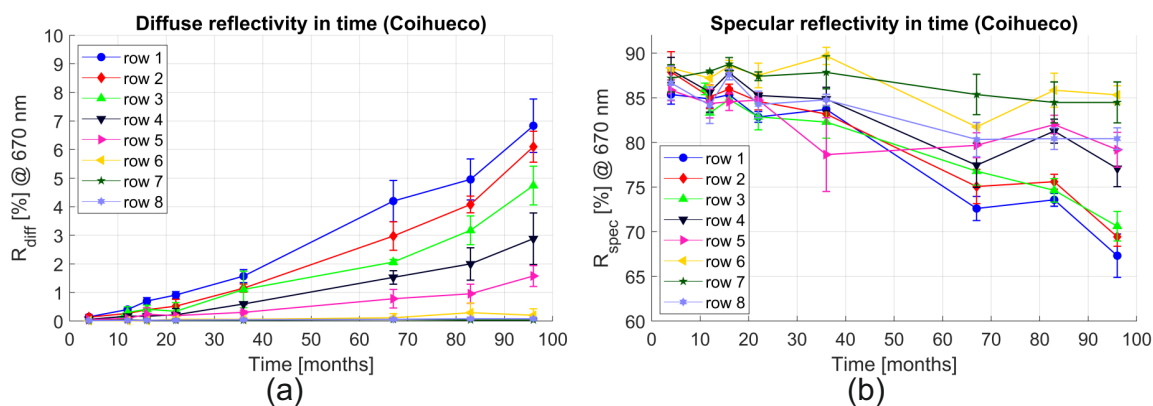 Diffuse reflectivity in time (Coihueco)
R_diff [%] @ 670 nm
10
9
8
7
6
5
4
3
2
1
0
row 1
row 2
row 3
row 4
row 5
row 6
row 7
row 8
0 10 20 30 40 50 60 70 80 90 100
Time [months]
(a)
Specular reflectivity in time (Coihueco)
R_spec [%] @ 670 nm
90
85
80
75
70
65
60
row 1
row 2
row 3
row 4
row 5
row 6
row 7
row 8
0 10 20 30 40 50 60 70 80 90 100
Time [months]
(b)